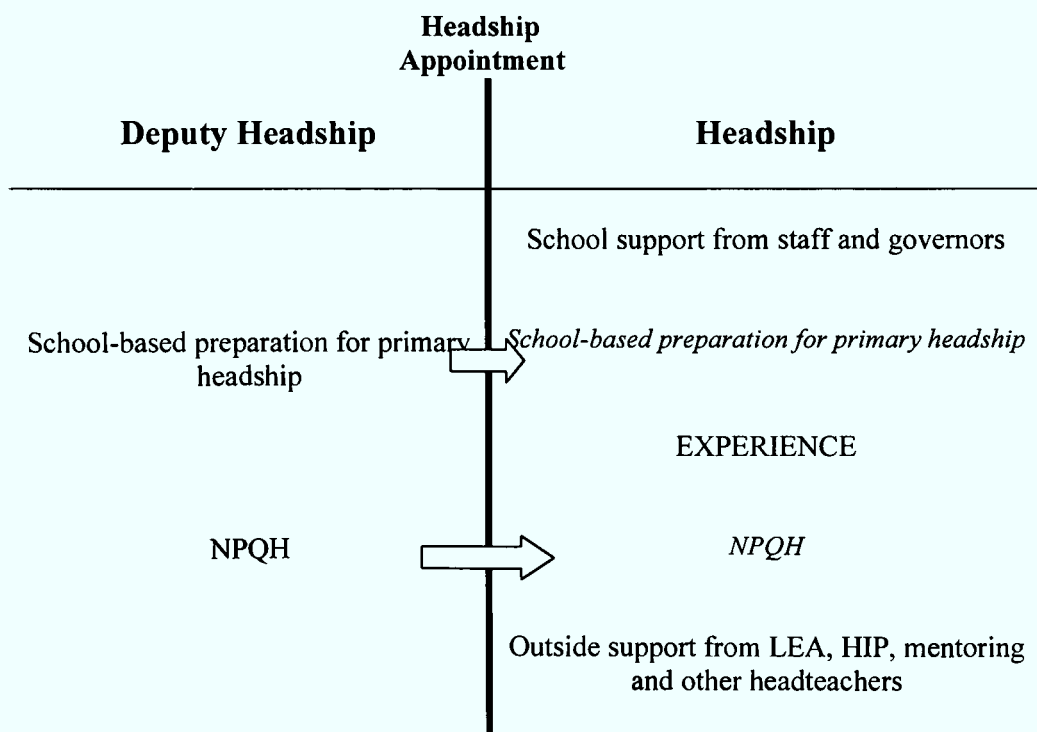 Headship
Appointment
Deputy Headship
Headship
School support from staff and governors
School-based preparation for primary
headship
School-based preparation for primary headship
EXPERIENCE
NPQH
NPQH
Outside support from LEA, HIP, mentoring
and other headteachers